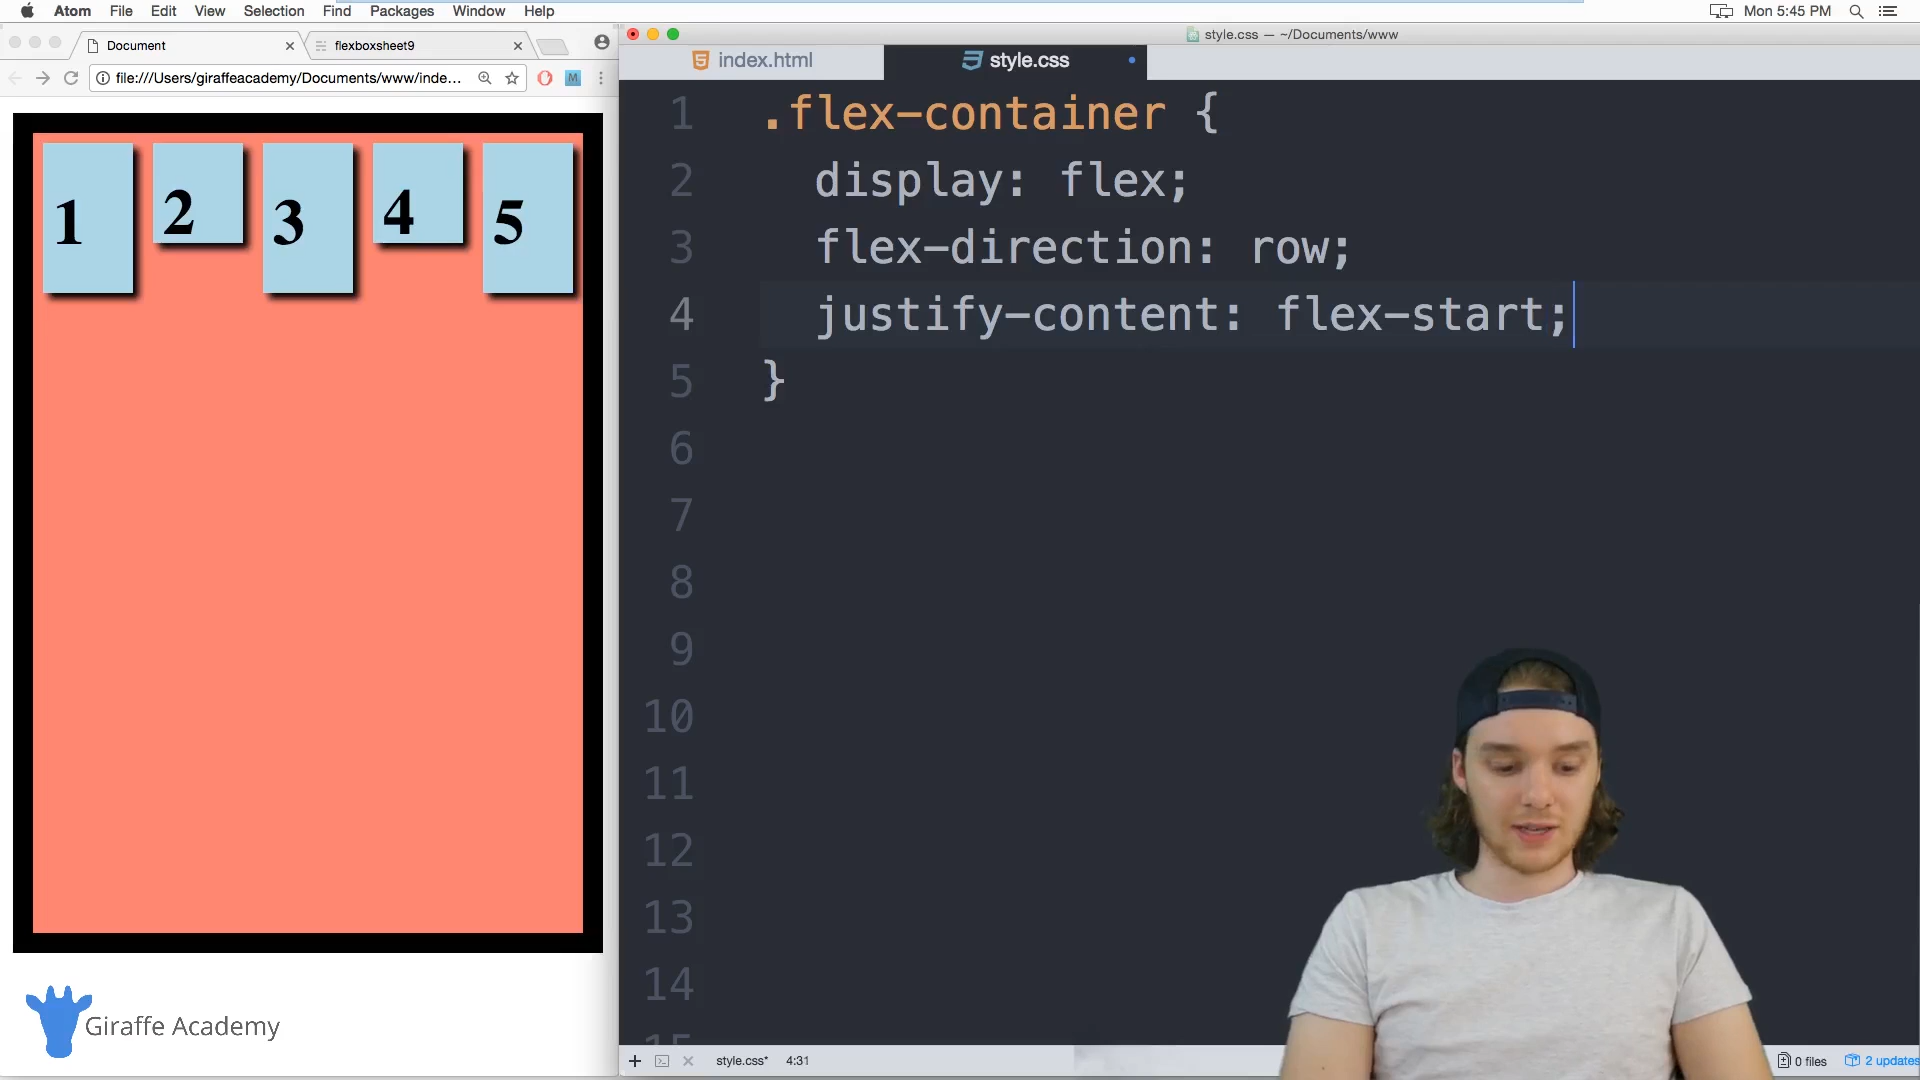 Atom File Edit View Selection Find Packages Window Help Mon 5:45 PM
Document flexboxsheet9
file:///Users/giraffeacademy/Documents/www/inde... M
style.css — ~/Documents/www
index.html style.css
1 .flex-container {
2 display: flex;
3 flex-direction: row;
4 justify-content: flex-start;
5 }
6
7
8
9
10
11
12
13
14
15
1 2 3 4 5
Giraffe Academy
style.css* 4:31 0 files 2 updates